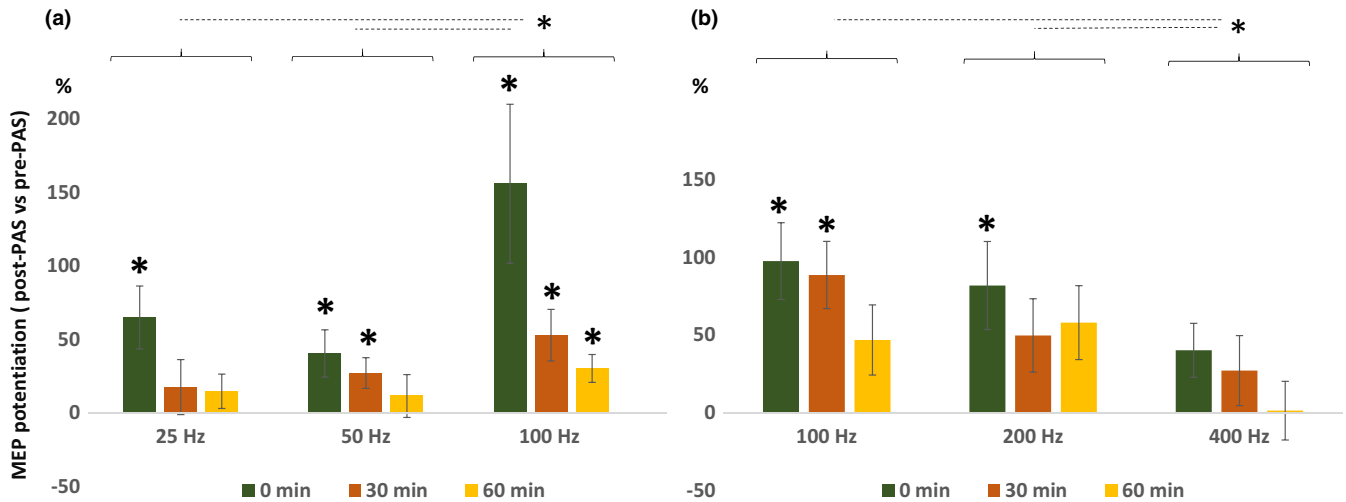 (a)
*
%
MEP potentiation ( post-PAS vs pre-PAS)
200
150
100
50
0
-50
* * * * * *
25 Hz 50 Hz 100 Hz
0 min 30 min 60 min
(b)
*
%
150
100
50
0
-50
* * *
100 Hz 200 Hz 400 Hz
0 min 30 min 60 min